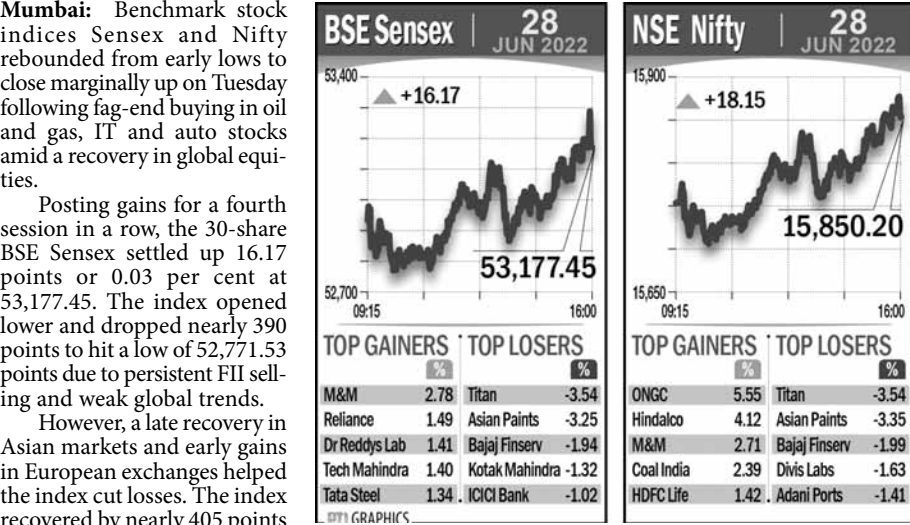 Mumbai: Benchmark stock
indices Sensex and Nifty
rebounded from early lows to
close marginally up on Tuesday
following fag-end buying in oil
and gas, IT and auto stocks
amid a recovery in global equi-
ties.
Posting gains for a fourth
session in a row, the 30-share
BSE Sensex settled up 16.17
points or 0.03 per cent at
53,177.45. The index opened
lower and dropped nearly 390
points to hit a low of 52,771.53
points due to persistent FII sell-
ing and weak global trends.
However, a late recovery in
Asian markets and early gains
in European exchanges helped
the index cut losses. The index
recovered by nearly 405 points
BSE Sensex 28
JUN 2022
53,400
+16.17
53,177.45
52,700
09:15 16:00
TOP GAINERS TOP LOSERS
% %
M&M 2.78 Titan -3.54
Reliance 1.49 Asian Paints -3.25
Dr Reddys Lab 1.41 Bajaj Finserv -1.94
Tech Mahindra 1.40 Kotak Mahindra -1.32
Tata Steel 1.34 ICICI Bank -1.02
PTI GRAPHICS
NSE Nifty 28
JUN 2022
15,900
+18.15
15,850.20
15,650
09:15 16:00
TOP GAINERS TOP LOSERS
% %
ONGC 5.55 Titan -3.54
Hindalco 4.12 Asian Paints -3.35
M&M 2.71 Bajaj Finserv -1.99
Coal India 2.39 Divis Labs -1.63
HDFC Life 1.42 Adani Ports -1.41